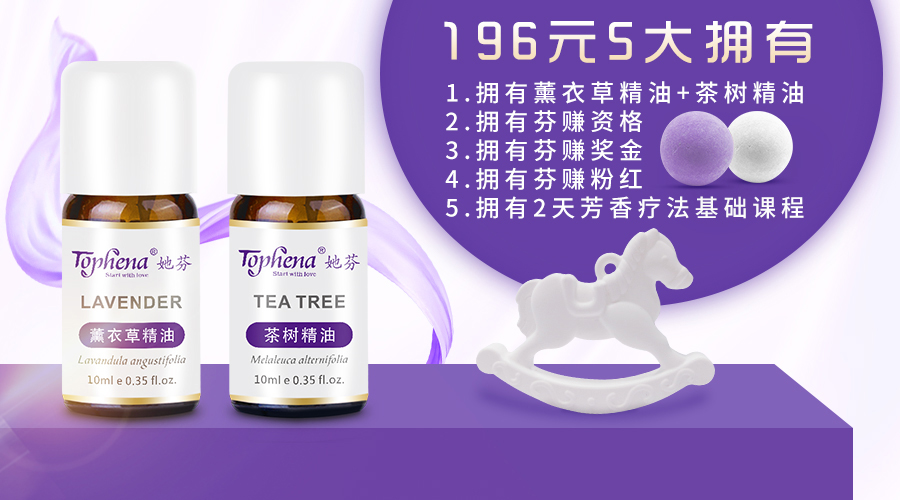 196元5大拥有
1.拥有薰衣草精油+茶树精油
2.拥有芬赚资格
3.拥有芬赚奖金
4.拥有芬赚粉红
5.拥有2天芳香疗法基础课程
Tophena® 她芬
Start with love
LAVENDER
薰衣草精油
Lavandula angustifolia
10ml e 0.35 fl.oz.
Tophena® 她芬
Start with love
TEA TREE
茶树精油
Melaleuca alternifolia
10ml e 0.35 fl.oz.